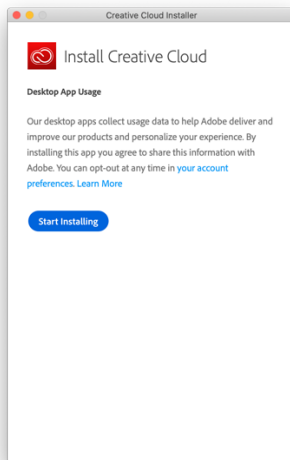 Creative Cloud Installer
Install Creative Cloud
Desktop App Usage
Our desktop apps collect usage data to help Adobe deliver and
improve our products and personalize your experience. By
installing this app you agree to share this information with
Adobe. You can opt-out at any time in your account
preferences. Learn More
Start Installing